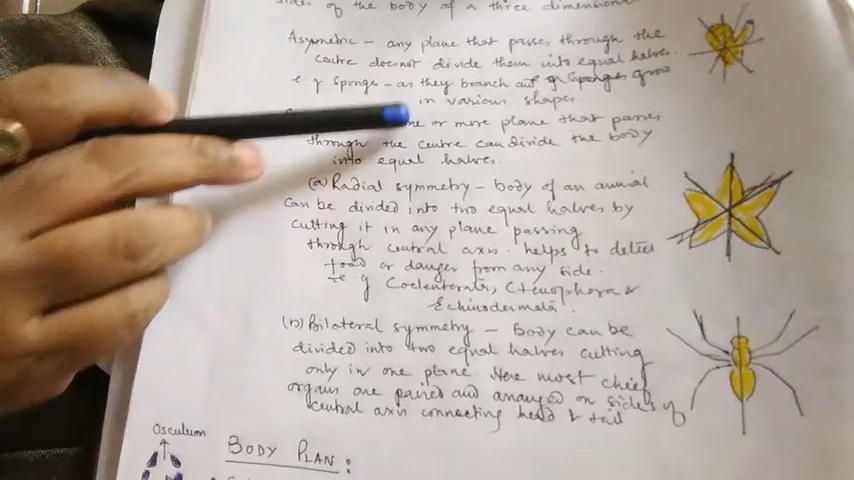 sides of the body of a three dimensional
Asymetric - any plane that passes through the
centre doesnot divide them into equal halves.
e.g Sponge - as they branch out or Sponges grow
in various shapes
one or more plane that passes
through the centre can divide the body
into equal halves.
(a) Radial symmetry - body of an animal
can be divided into two equal halves by
cutting it in any plane passing
through central axis. helps to detect
food or danger from any side.
e.g Coelenterates, Ctenophora &
Echinodermata.
(b) Bilateral symmetry - Body can be
divided into two equal halves cutting
only in one plane Here most chief
organs are paired and arranged on sides of
central axis connecting head & tail
Osculum
BODY PLAN: